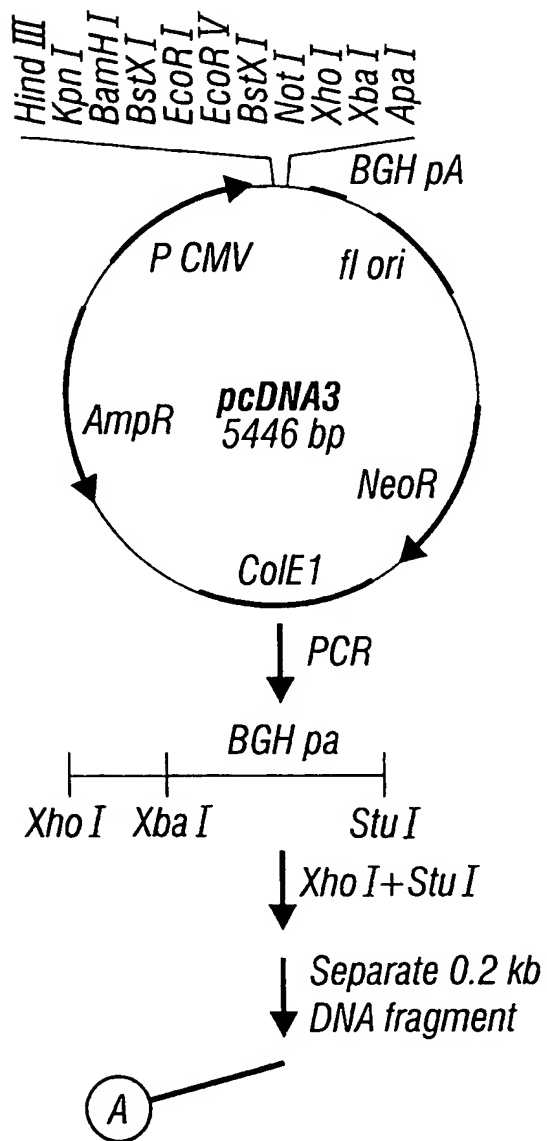 Hind III
Kpn I
BamH I
BstX I
EcoR I
EcoR V
BstX I
Not I
Xho I
Xba I
Apa I
BGH pA
P CMV
fl ori
pcDNA3
5446 bp
AmpR
NeoR
ColE1
PCR
BGH pa
Xho I Xba I Stu I
Xho I+Stu I
Separate 0.2 kb
DNA fragment
A